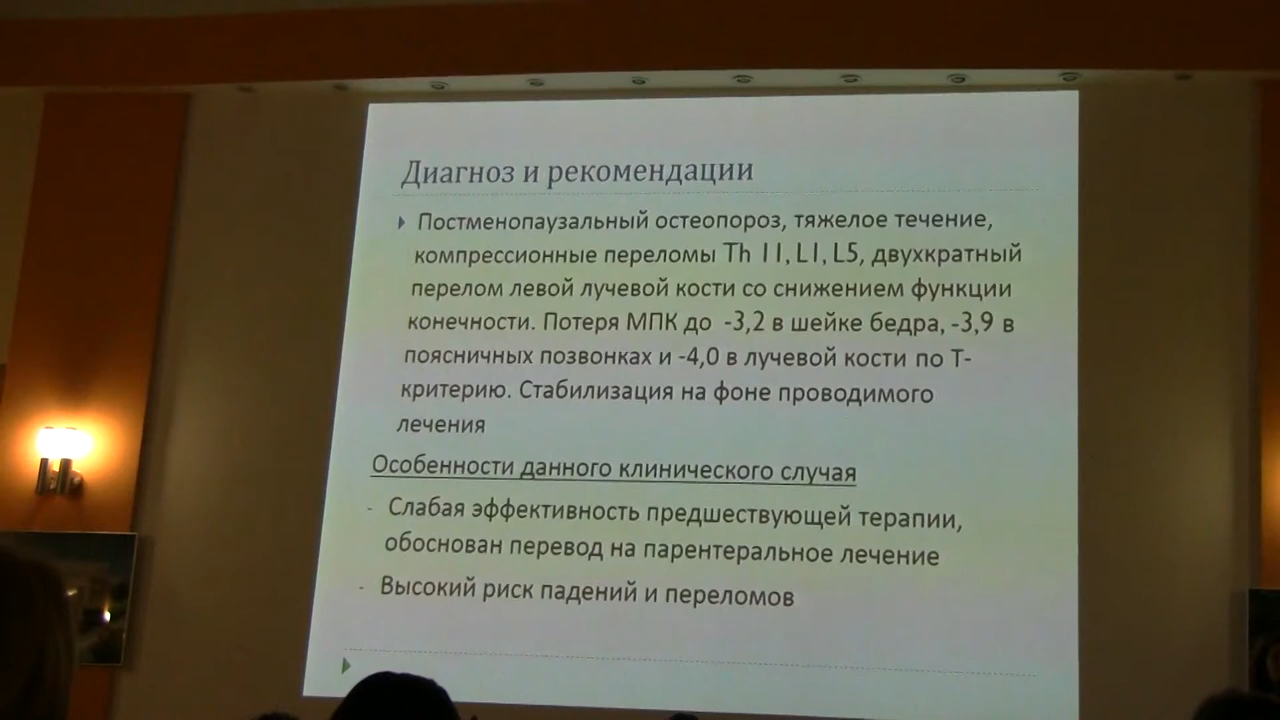 Диагноз и рекомендации
Постменопаузальный остеопороз, тяжелое течение,
компрессионные переломы Th 11, L1, L5, двухкратный
перелом левой лучевой кости со снижением функции
конечности. Потеря МПК до -3,2 в шейке бедра, -3,9 в
поясничных позвонках и -4,0 в лучевой кости по Т-
критерию. Стабилизация на фоне проводимого
лечения
Особенности данного клинического случая
- Слабая эффективность предшествующей терапии,
обоснован перевод на парентеральное лечение
- Высокий риск падений и переломов